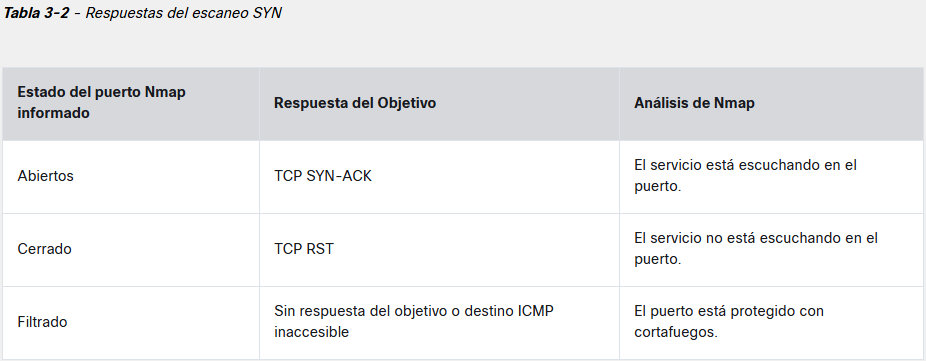 Tabla 3-2 - Respuestas del escaneo SYN
Estado del puerto Nmap
informado
Respuesta del Objetivo
Análisis de Nmap
Abiertos
TCP SYN-ACK
El servicio está escuchando en el
puerto.
Cerrado
TCP RST
El servicio no está escuchando en el
puerto.
Filtrado
Sin respuesta del objetivo o destino ICMP
inaccesible
El puerto está protegido con
cortafuegos.